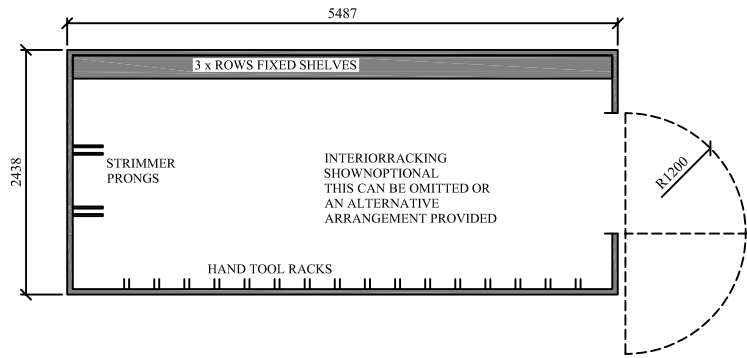 5487
3 x ROWS FIXED SHELVES
2438
STRIMMER
PRONGS
INTERIORRACKING
SHOWNOPTIONAL
THIS CAN BE OMITTED OR
AN ALTERNATIVE
ARRANGEMENT PROVIDED
R1200
HAND TOOL RACKS